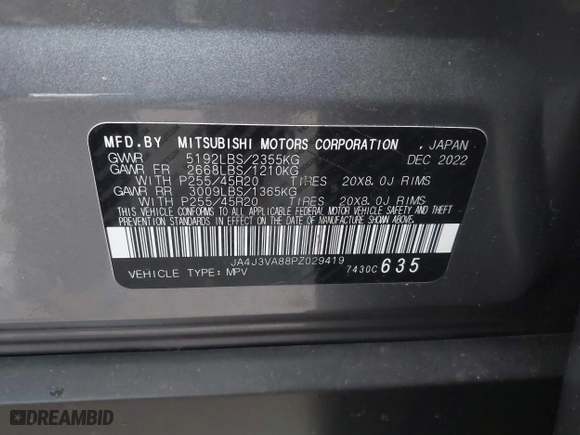 MFD.BY MITSUBISHI MOTORS CORPORATION , JAPAN
GVWR 5192LBS/2355KG DEC 2022
GAWR FR 2668LBS/1210KG
WITH P255/45R20 TIRES 20X8.0J RIMS
GAWR RR 3009LBS/1365KG
WITH P255/45R20 TIRES 20X8.0J RIMS
THIS VEHICLE CONFORMS TO ALL APPLICABLE FEDERAL MOTOR VEHICLE SAFETY AND THEFT
PREVENTION STANDARDS IN EFFECT ON THE DATE OF MANUFACTURE SHOWN ABOVE.
JA4J3VA88PZ029419
VEHICLE TYPE: MPV 7430C 635
DREAMBID